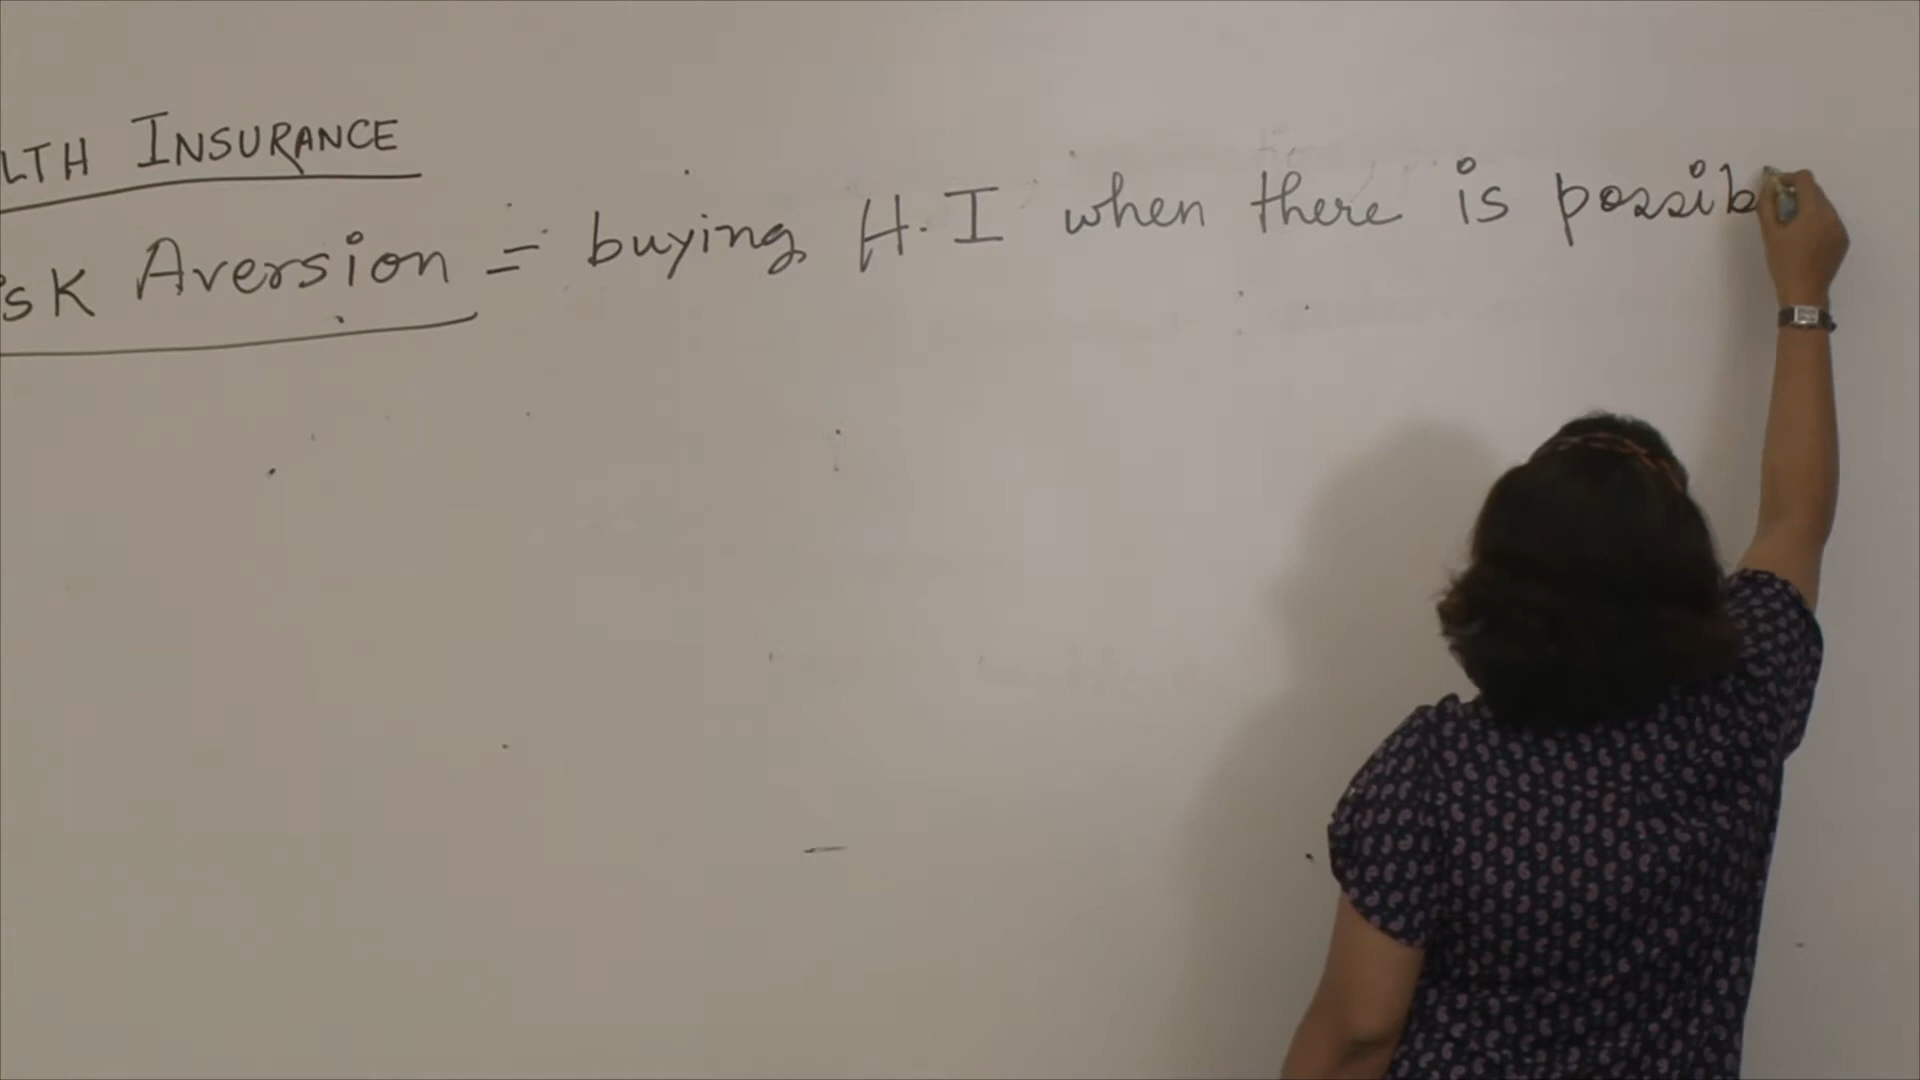 LTH INSURANCE
sk Aversion = buying H.I when there is possib